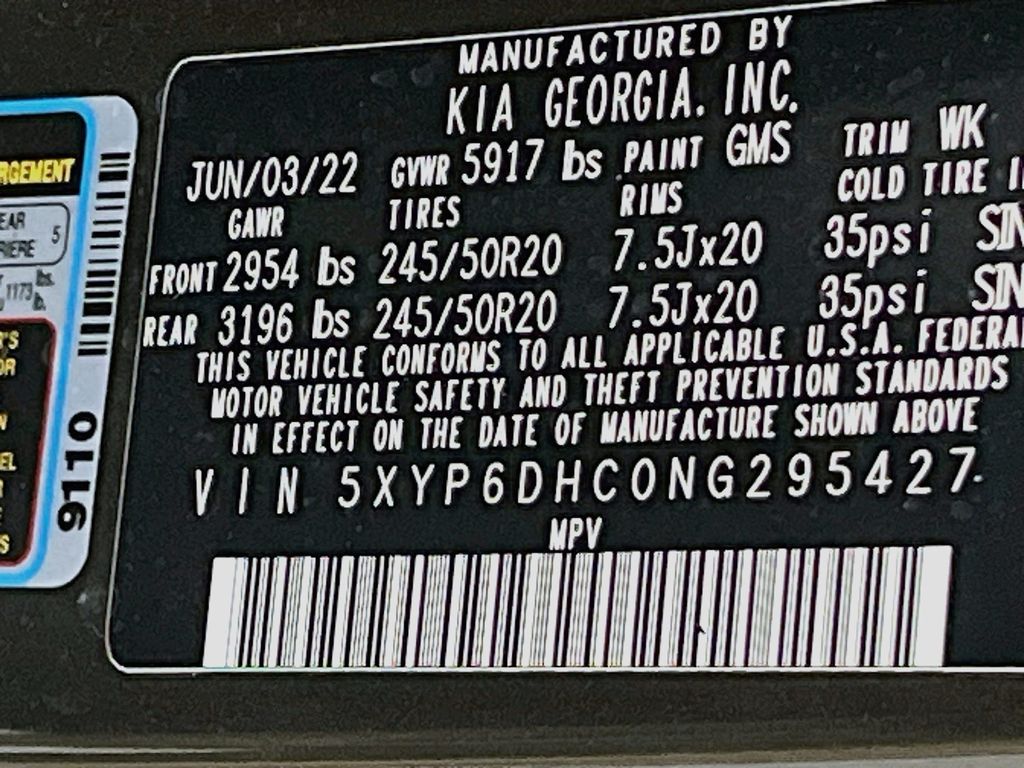 MANUFACTURED BY
KIA GEORGIA. INC.
JUN/03/22 GVWR 5917 lbs PAINT GMS TRIM WK
GAWR TIRES RIMS COLD TIRE
FRONT 2954 lbs 245/50R20 7.5Jx20 35psi
REAR 3196 lbs 245/50R20 7.5Jx20 35psi
THIS VEHICLE CONFORMS TO ALL APPLICABLE U.S.A. FEDERAL
MOTOR VEHICLE SAFETY AND THEFT PREVENTION STANDARDS
IN EFFECT ON THE DATE OF MANUFACTURE SHOWN ABOVE
VIN 5XYP6DHC0NG295427
MPV
9110
5
1173 lbs.